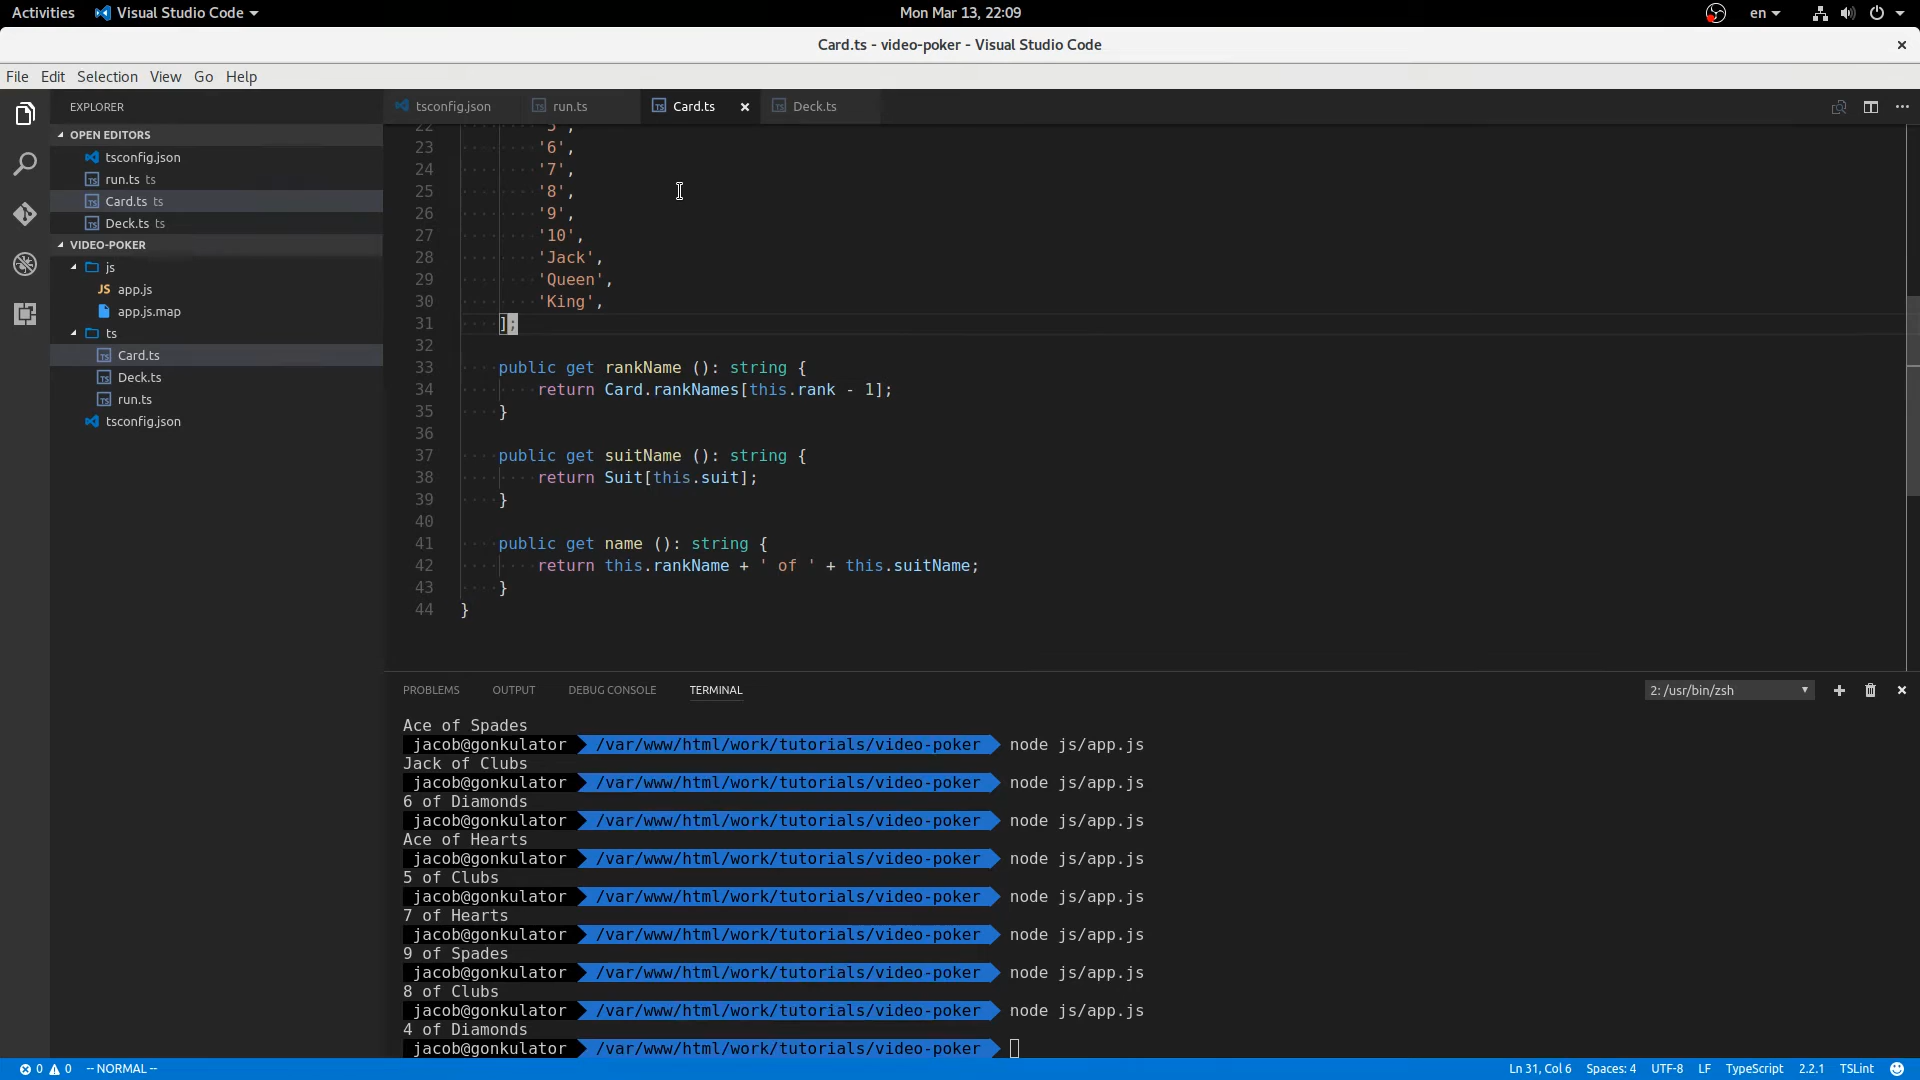 Activities Visual Studio Code Mon Mar 13, 22:09 en
Card.ts - video-poker - Visual Studio Code
File Edit Selection View Go Help
EXPLORER
OPEN EDITORS
tsconfig.json
run.ts ts
Card.ts ts
Deck.ts ts
VIDEO-POKER
js
JS app.js
app.js.map
ts
TS Card.ts
TS Deck.ts
TS run.ts
tsconfig.json
tsconfig.json TS run.ts TS Card.ts TS Deck.ts
22 '5',
23 '6',
24 '7',
25 '8',
26 '9',
27 '10',
28 'Jack',
29 'Queen',
30 'King',
31 ];
32
33 public get rankName (): string {
34 return Card.rankNames[this.rank - 1];
35 }
36
37 public get suitName (): string {
38 return Suit[this.suit];
39 }
40
41 public get name (): string {
42 return this.rankName + ' of ' + this.suitName;
43 }
44 }
PROBLEMS OUTPUT DEBUG CONSOLE TERMINAL 2: /usr/bin/zsh
Ace of Spades
jacob@gonkulator /var/www/html/work/tutorials/video-poker node js/app.js
Jack of Clubs
jacob@gonkulator /var/www/html/work/tutorials/video-poker node js/app.js
6 of Diamonds
jacob@gonkulator /var/www/html/work/tutorials/video-poker node js/app.js
Ace of Hearts
jacob@gonkulator /var/www/html/work/tutorials/video-poker node js/app.js
5 of Clubs
jacob@gonkulator /var/www/html/work/tutorials/video-poker node js/app.js
7 of Hearts
jacob@gonkulator /var/www/html/work/tutorials/video-poker node js/app.js
9 of Spades
jacob@gonkulator /var/www/html/work/tutorials/video-poker node js/app.js
8 of Clubs
jacob@gonkulator /var/www/html/work/tutorials/video-poker node js/app.js
4 of Diamonds
jacob@gonkulator /var/www/html/work/tutorials/video-poker
0 0 -- NORMAL -- Ln 31, Col 6 Spaces: 4 UTF-8 LF TypeScript 2.2.1 TSLint